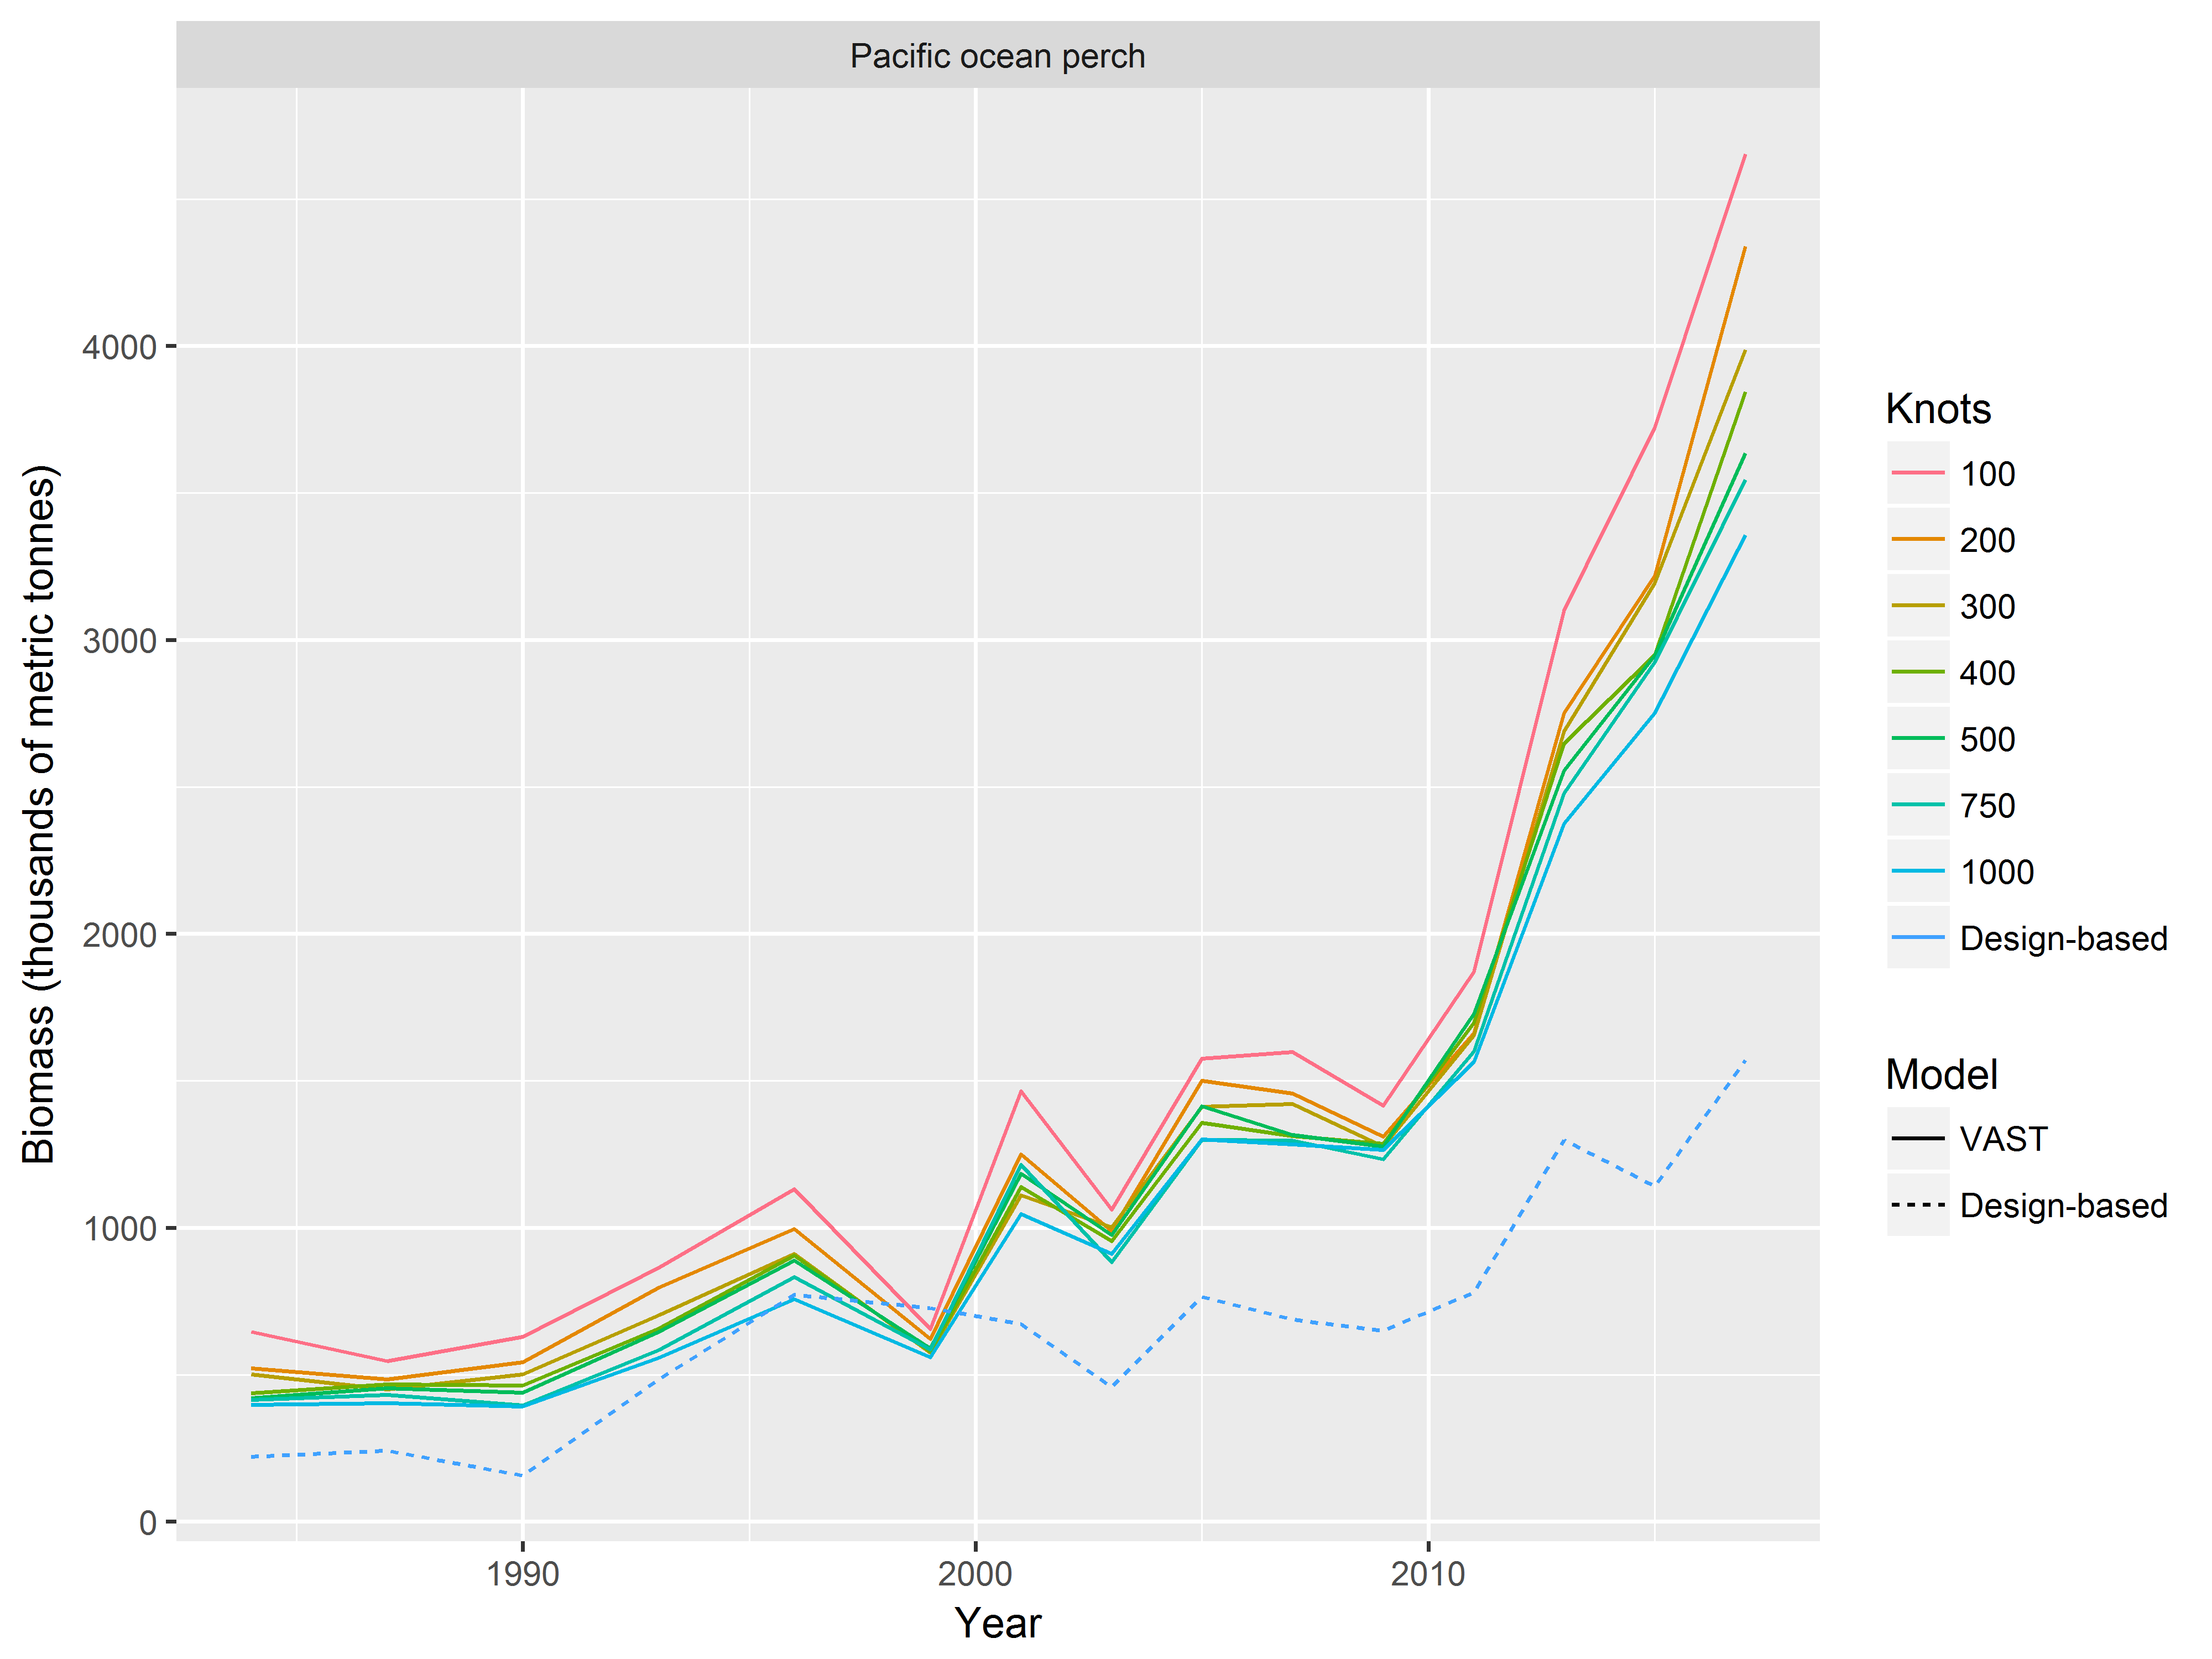 Pacific ocean perch
Biomass (thousands of metric tonnes)
4000
3000
2000
1000
0
1990
2000
2010
Year
Knots
100
200
300
400
500
750
1000
Design-based
Model
VAST
Design-based